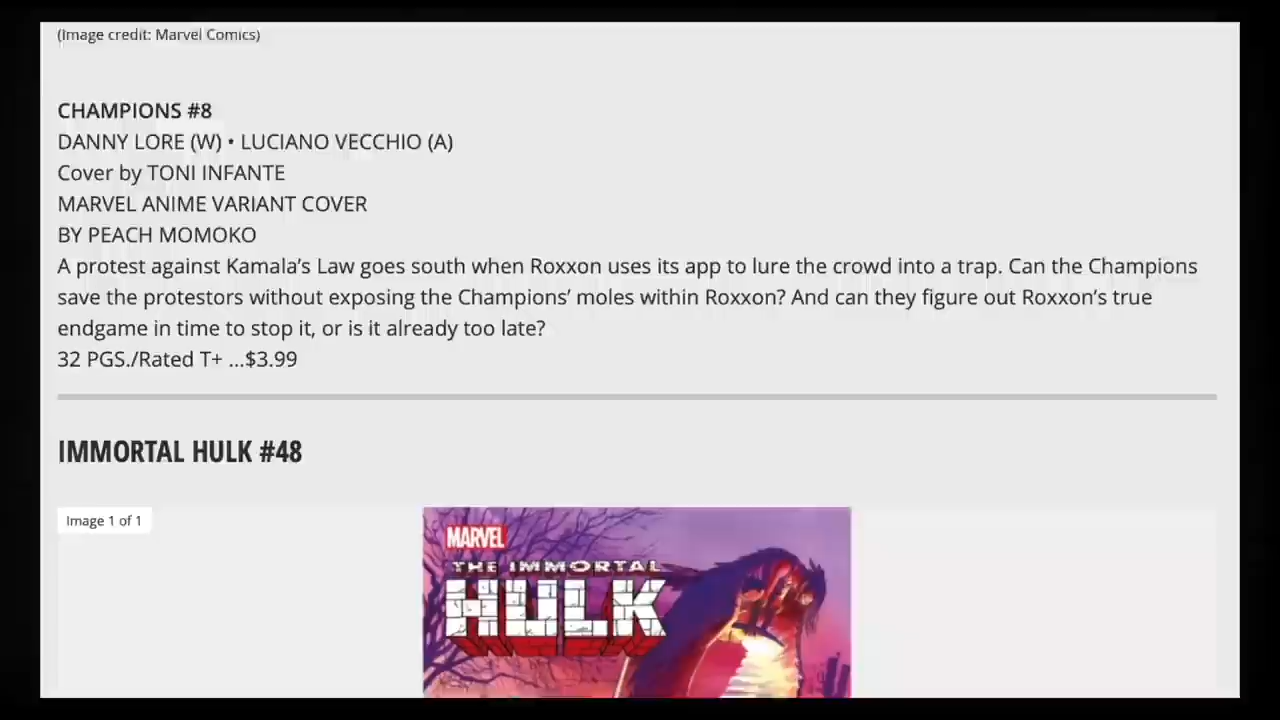 (Image credit: Marvel Comics)
CHAMPIONS #8
DANNY LORE (W) • LUCIANO VECCHIO (A)
Cover by TONI INFANTE
MARVEL ANIME VARIANT COVER
BY PEACH MOMOKO
A protest against Kamala’s Law goes south when Roxxon uses its app to lure the crowd into a trap. Can the Champions
save the protestors without exposing the Champions’ moles within Roxxon? And can they figure out Roxxon’s true
endgame in time to stop it, or is it already too late?
32 PGS./Rated T+ ...$3.99
IMMORTAL HULK #48
Image 1 of 1
MARVEL
THE IMMORTAL
HULK